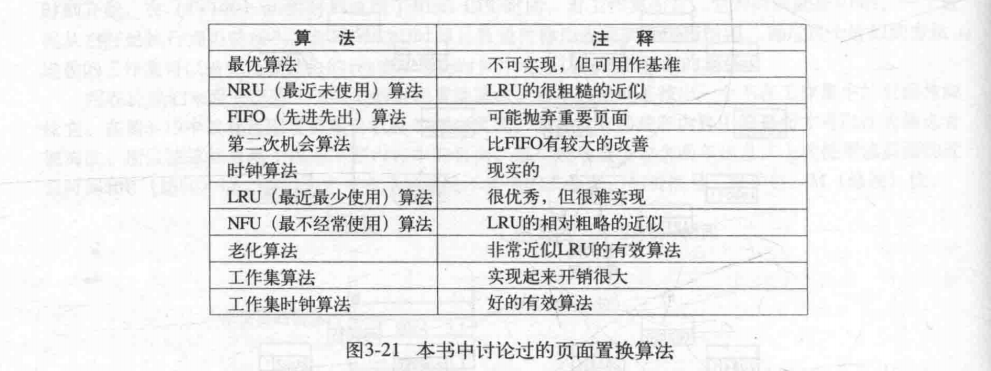 算 法 注 释
最优算法 不可实现，但可用作基准
NRU（最近未使用）算法 LRU的很粗糙的近似
FIFO（先进先出）算法 可能抛弃重要页面
第二次机会算法 比FIFO有较大的改善
时钟算法 现实的
LRU（最近最少使用）算法 很优秀，但很难实现
NFU（最不经常使用）算法 LRU的相对粗略的近似
老化算法 非常近似LRU的有效算法
工作集算法 实现起来开销很大
工作集时钟算法 好的有效算法
图3-21 本书中讨论过的页面置换算法